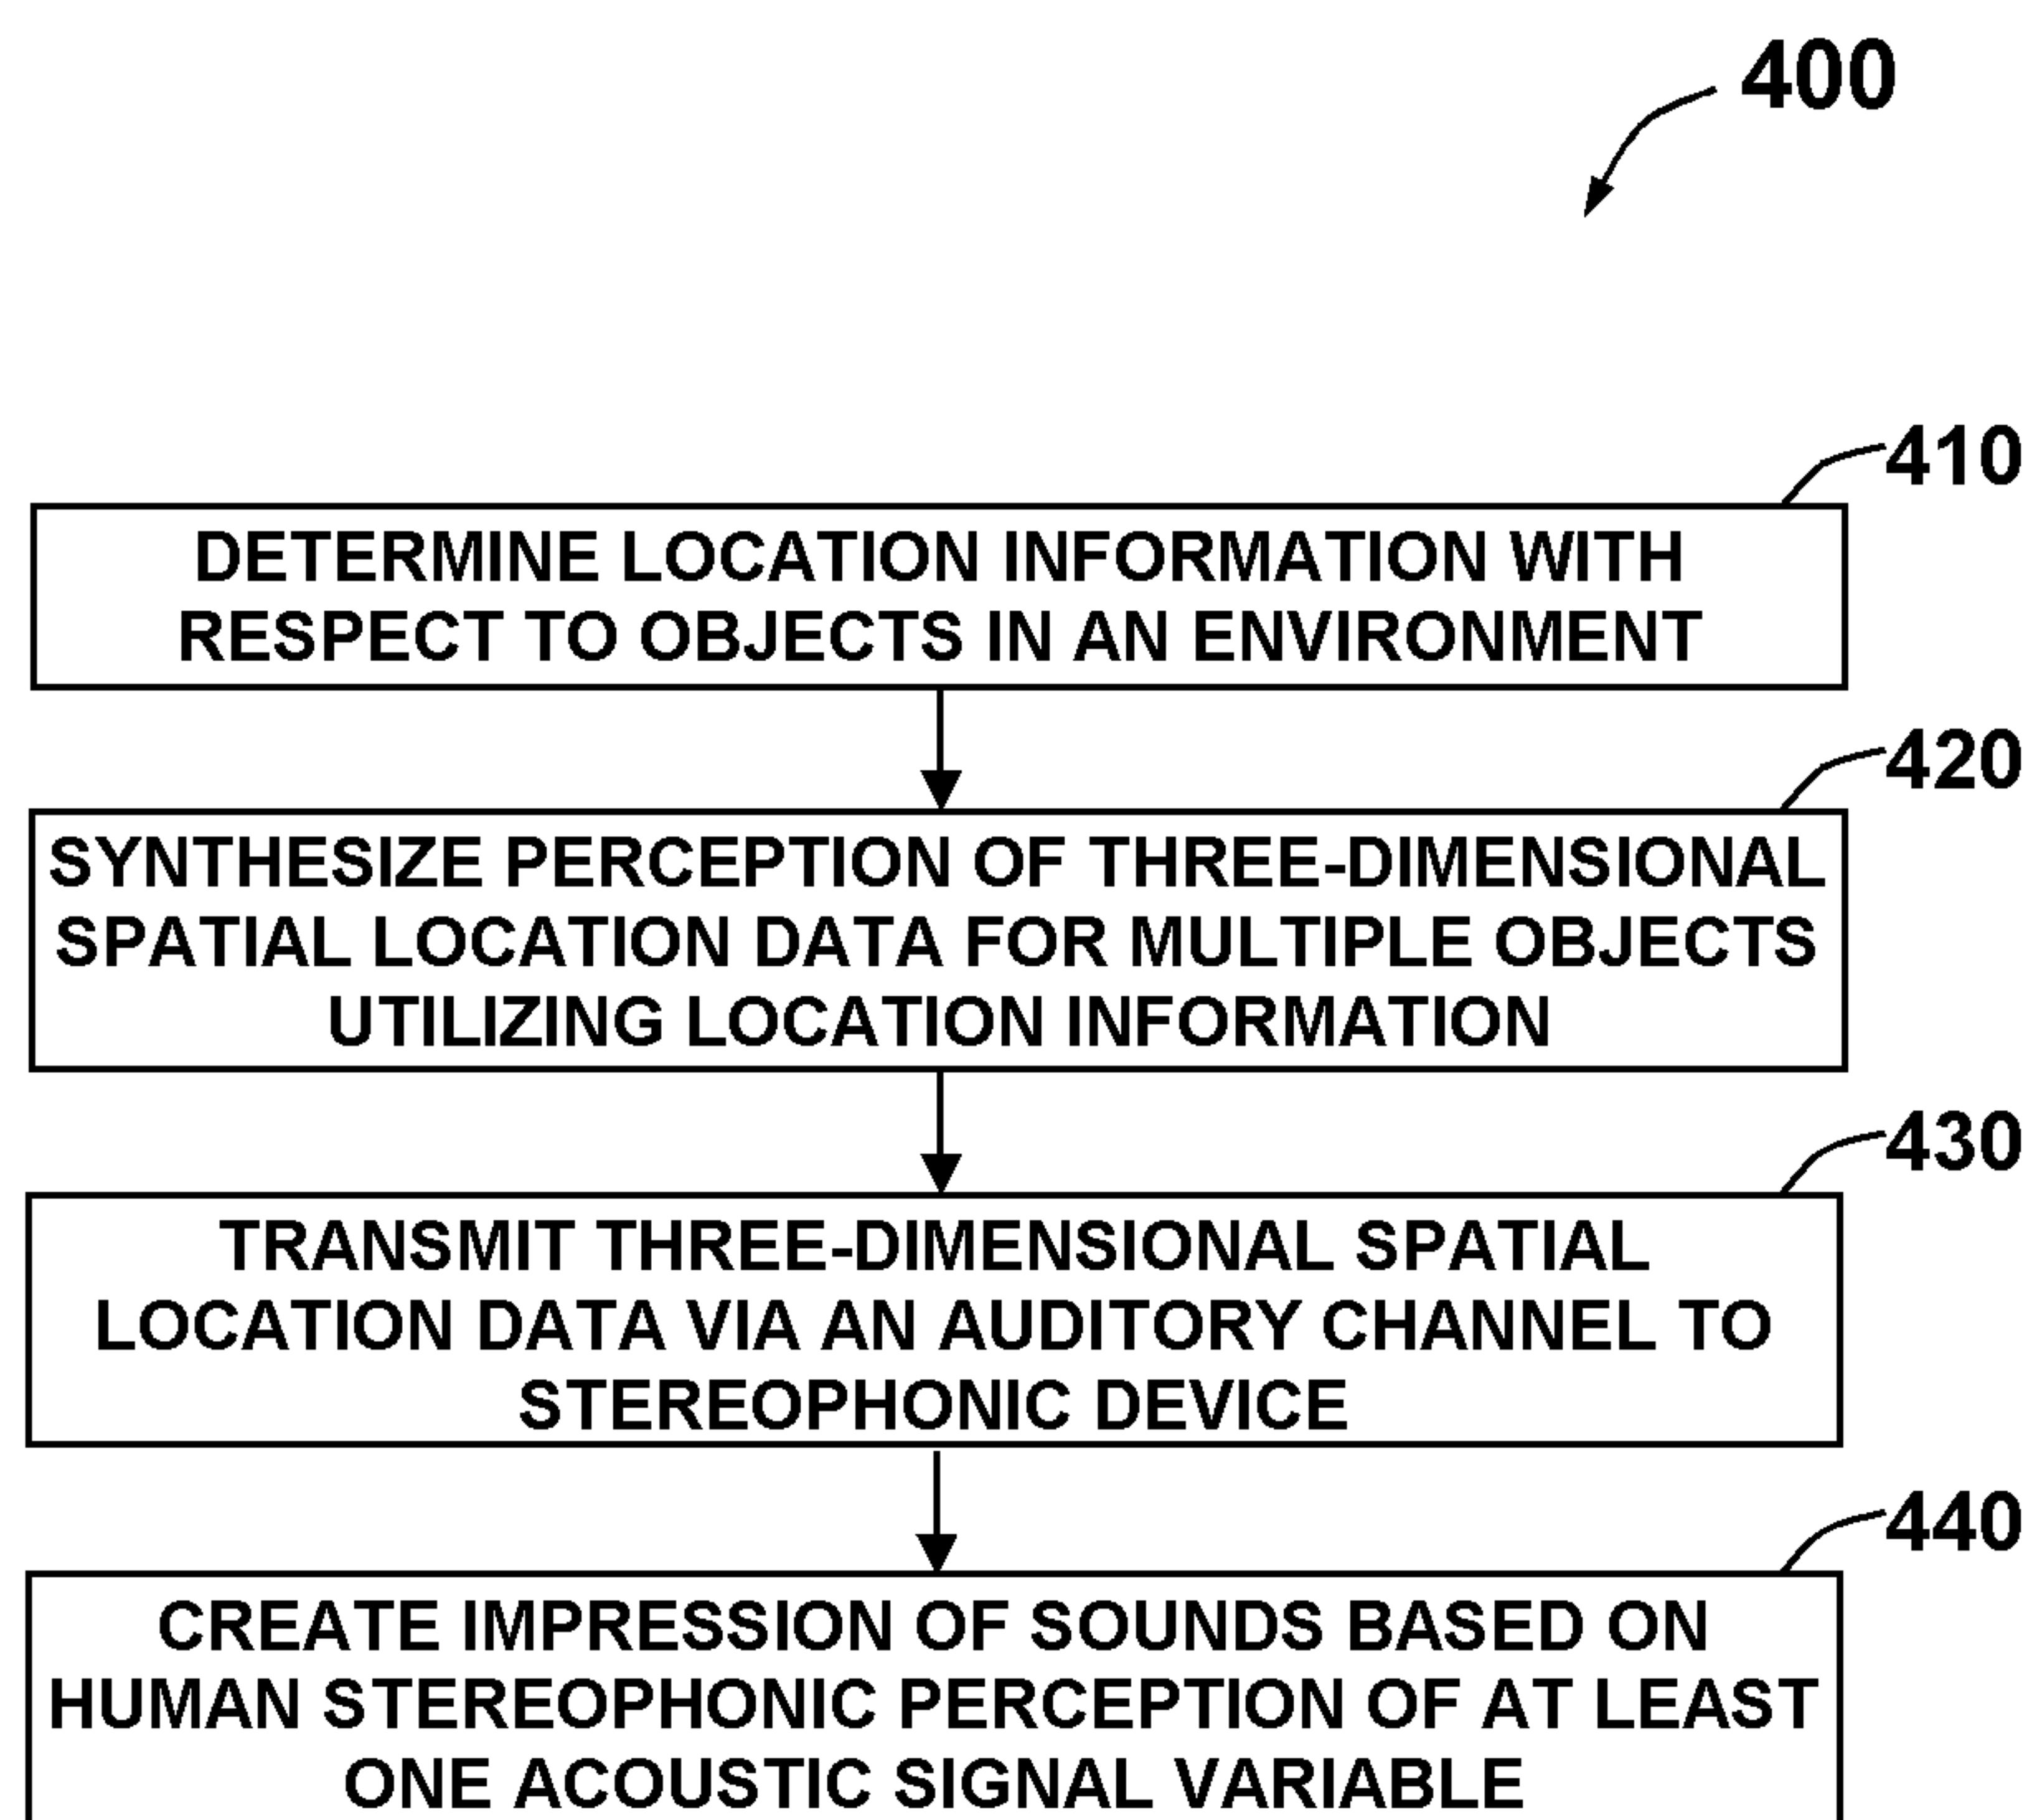 400
410
DETERMINE LOCATION INFORMATION WITH
RESPECT TO OBJECTS IN AN ENVIRONMENT
420
SYNTHESIZE PERCEPTION OF THREE-DIMENSIONAL
SPATIAL LOCATION DATA FOR MULTIPLE OBJECTS
UTILIZING LOCATION INFORMATION
430
TRANSMIT THREE-DIMENSIONAL SPATIAL
LOCATION DATA VIA AN AUDITORY CHANNEL TO
STEREOPHONIC DEVICE
440
CREATE IMPRESSION OF SOUNDS BASED ON
HUMAN STEREOPHONIC PERCEPTION OF AT LEAST
ONE ACOUSTIC SIGNAL VARIABLE